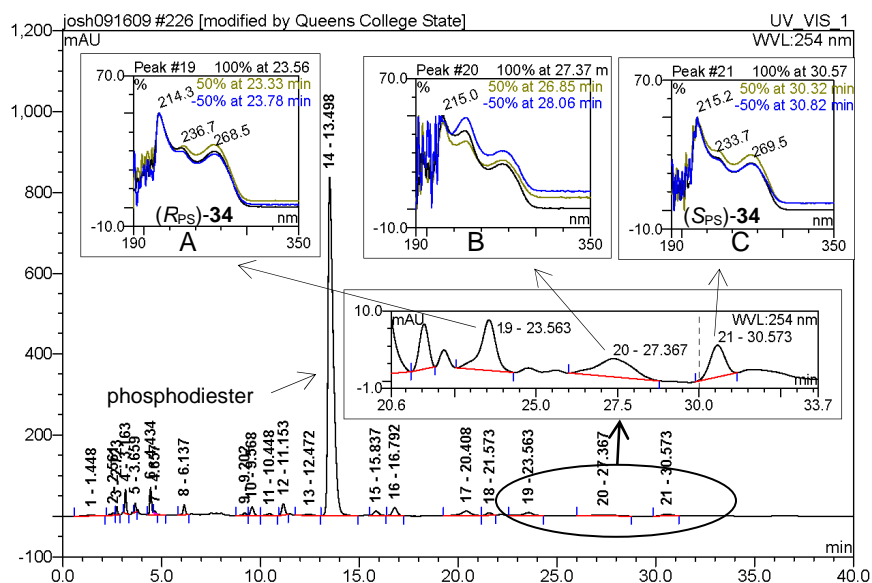 josh091609 #226 [modified by Queens College State] UV_VIS_1
1,200
mAU
WVL:254 nm
Peak #19 100% at 23.56
70.0
%
50% at 23.33 min
-50% at 23.78 min
214.3
236.7
268.5
(RPS)-34
nm
-10.0
190
350
A
Peak #20 100% at 27.37 m
70.0
%
50% at 26.85 min
-50% at 28.06 min
215.0
nm
-10.0
190
350
B
Peak #21 100% at 30.57
70.0
%
50% at 30.32 min
-50% at 30.82 min
215.2
233.7
269.5
(SPS)-34
nm
-10.0
190
350
C
1,000
800
600
400
200
-100
14 - 13.498
10.0
mAU
WVL:254 nm
19 - 23.563
20 - 27.367
21 - 30.573
min
-1.0
20.6
25.0
27.5
30.0
33.7
phosphodiester
1 - 1.448
5 - 3.659
8 - 6.137
9 - 9.202
10 - 9.568
11 - 10.448
12 - 11.153
13 - 12.472
15 - 15.837
16 - 16.792
17 - 20.408
18 - 21.573
19 - 23.563
20 - 27.367
21 - 30.573
min
0.0
5.0
10.0
15.0
20.0
25.0
30.0
35.0
40.0